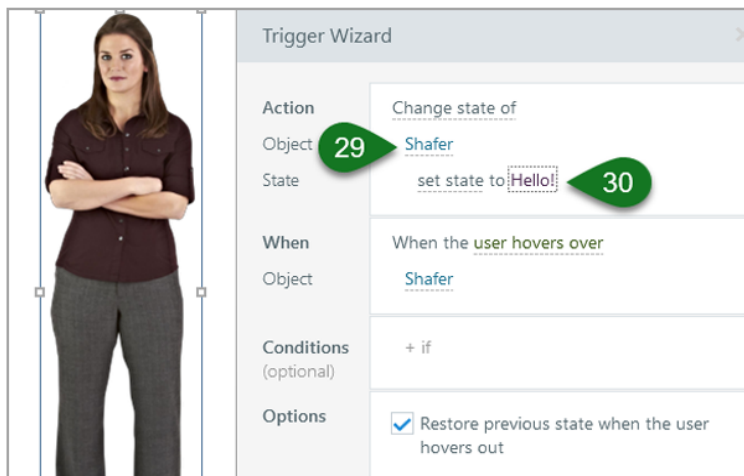 Trigger Wizard
Action Change state of
Object 29 Shafer
State set state to Hello! 30
When When the user hovers over
Object Shafer
Conditions + if
(optional)
Options Restore previous state when the user
hovers out